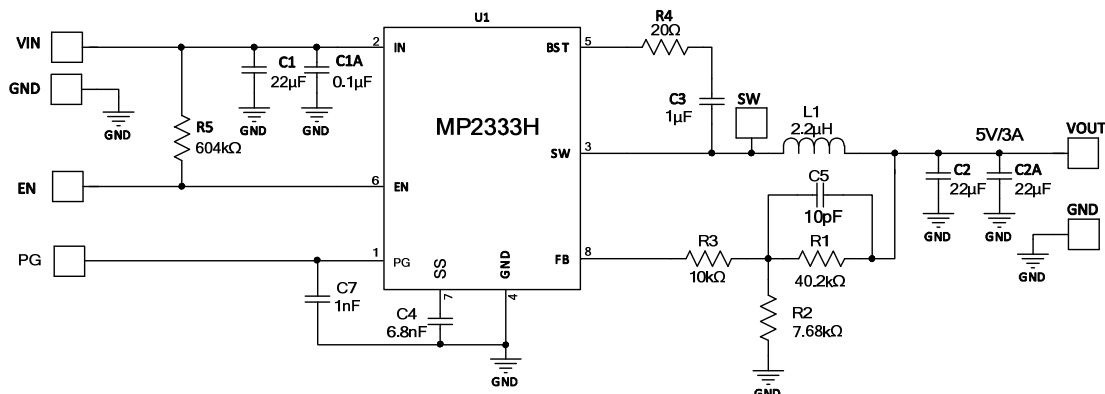 U1
R4
20Ω
VIN
2
IN
BST
5
C1
22µF
C1A
0.1µF
GND
GND
GND
GND
C3
1µF
SW
R5
604kΩ
MP2333H
L1
2.2µH
5V/3A
VOUT
SW
3
EN
6
EN
C5
10pF
C2
22µF
C2A
22µF
GND
GND
GND
PG
1
PG
SS
GND
FB
8
R3
10kΩ
R1
40.2kΩ
GND
C7
1nF
7
4
C4
6.8nF
R2
7.68kΩ
GND
GND